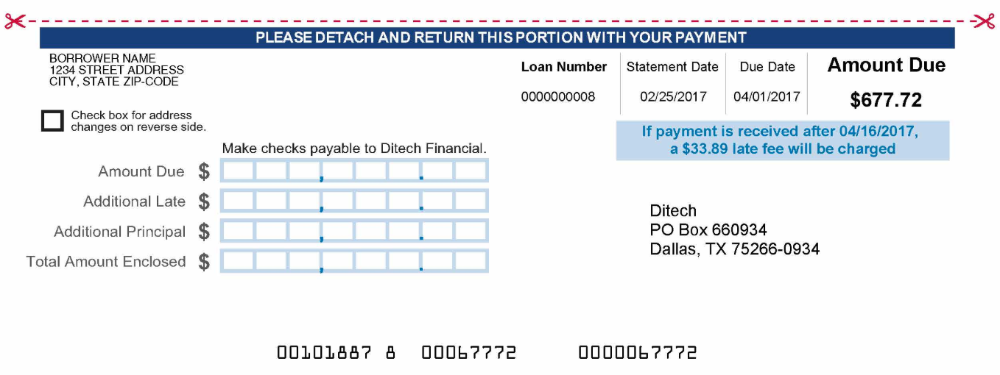 PLEASE DETACH AND RETURN THIS PORTION WITH YOUR PAYMENT
BORROWER NAME
1234 STREET ADDRESS
CITY, STATE ZIP-CODE
Check box for address
changes on reverse side.
Loan Number Statement Date Due Date Amount Due
0000000008 02/25/2017 04/01/2017 $677.72
If payment is received after 04/16/2017,
a $33.89 late fee will be charged
Make checks payable to Ditech Financial.
Amount Due $ , .
Additional Late $ , .
Additional Principal $ , .
Total Amount Enclosed $ , .
Ditech
PO Box 660934
Dallas, TX 75266-0934
00101887 8 00067772 0000067772